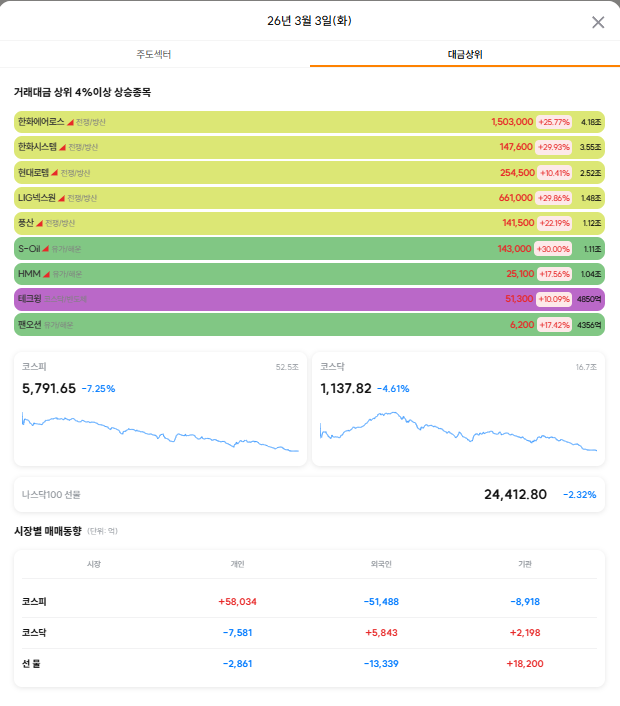 26년 3월 3일(화)
주도섹터 대금상위
거래대금 상위 4%이상 상승종목
한화에어로스 전쟁/방산 1,503,000 +25.77% 4.18조
한화시스템 전쟁/방산 147,600 +29.93% 3.55조
현대로템 전쟁/방산 254,500 +10.41% 2.52조
LIG넥스원 전쟁/방산 661,000 +29.86% 1.48조
풍산 전쟁/방산 141,500 +22.19% 1.12조
S-Oil 유가/해운 143,000 +30.00% 1.11조
HMM 유가/해운 25,100 +17.56% 1.04조
테크윙 51,300 +10.09% 4850억
팬오션 유가/해운 6,200 +17.42% 4356억
코스피 52.5조
5,791.65 -7.25%
코스닥 16.7조
1,137.82 -4.61%
나스닥100 선물 24,412.80 -2.32%
시장별 매매동향 (단위: 억)
시장 개인 외국인 기관
코스피 +58,034 -51,488 -8,918
코스닥 -7,581 +5,843 +2,198
선 물 -2,861 -13,339 +18,200